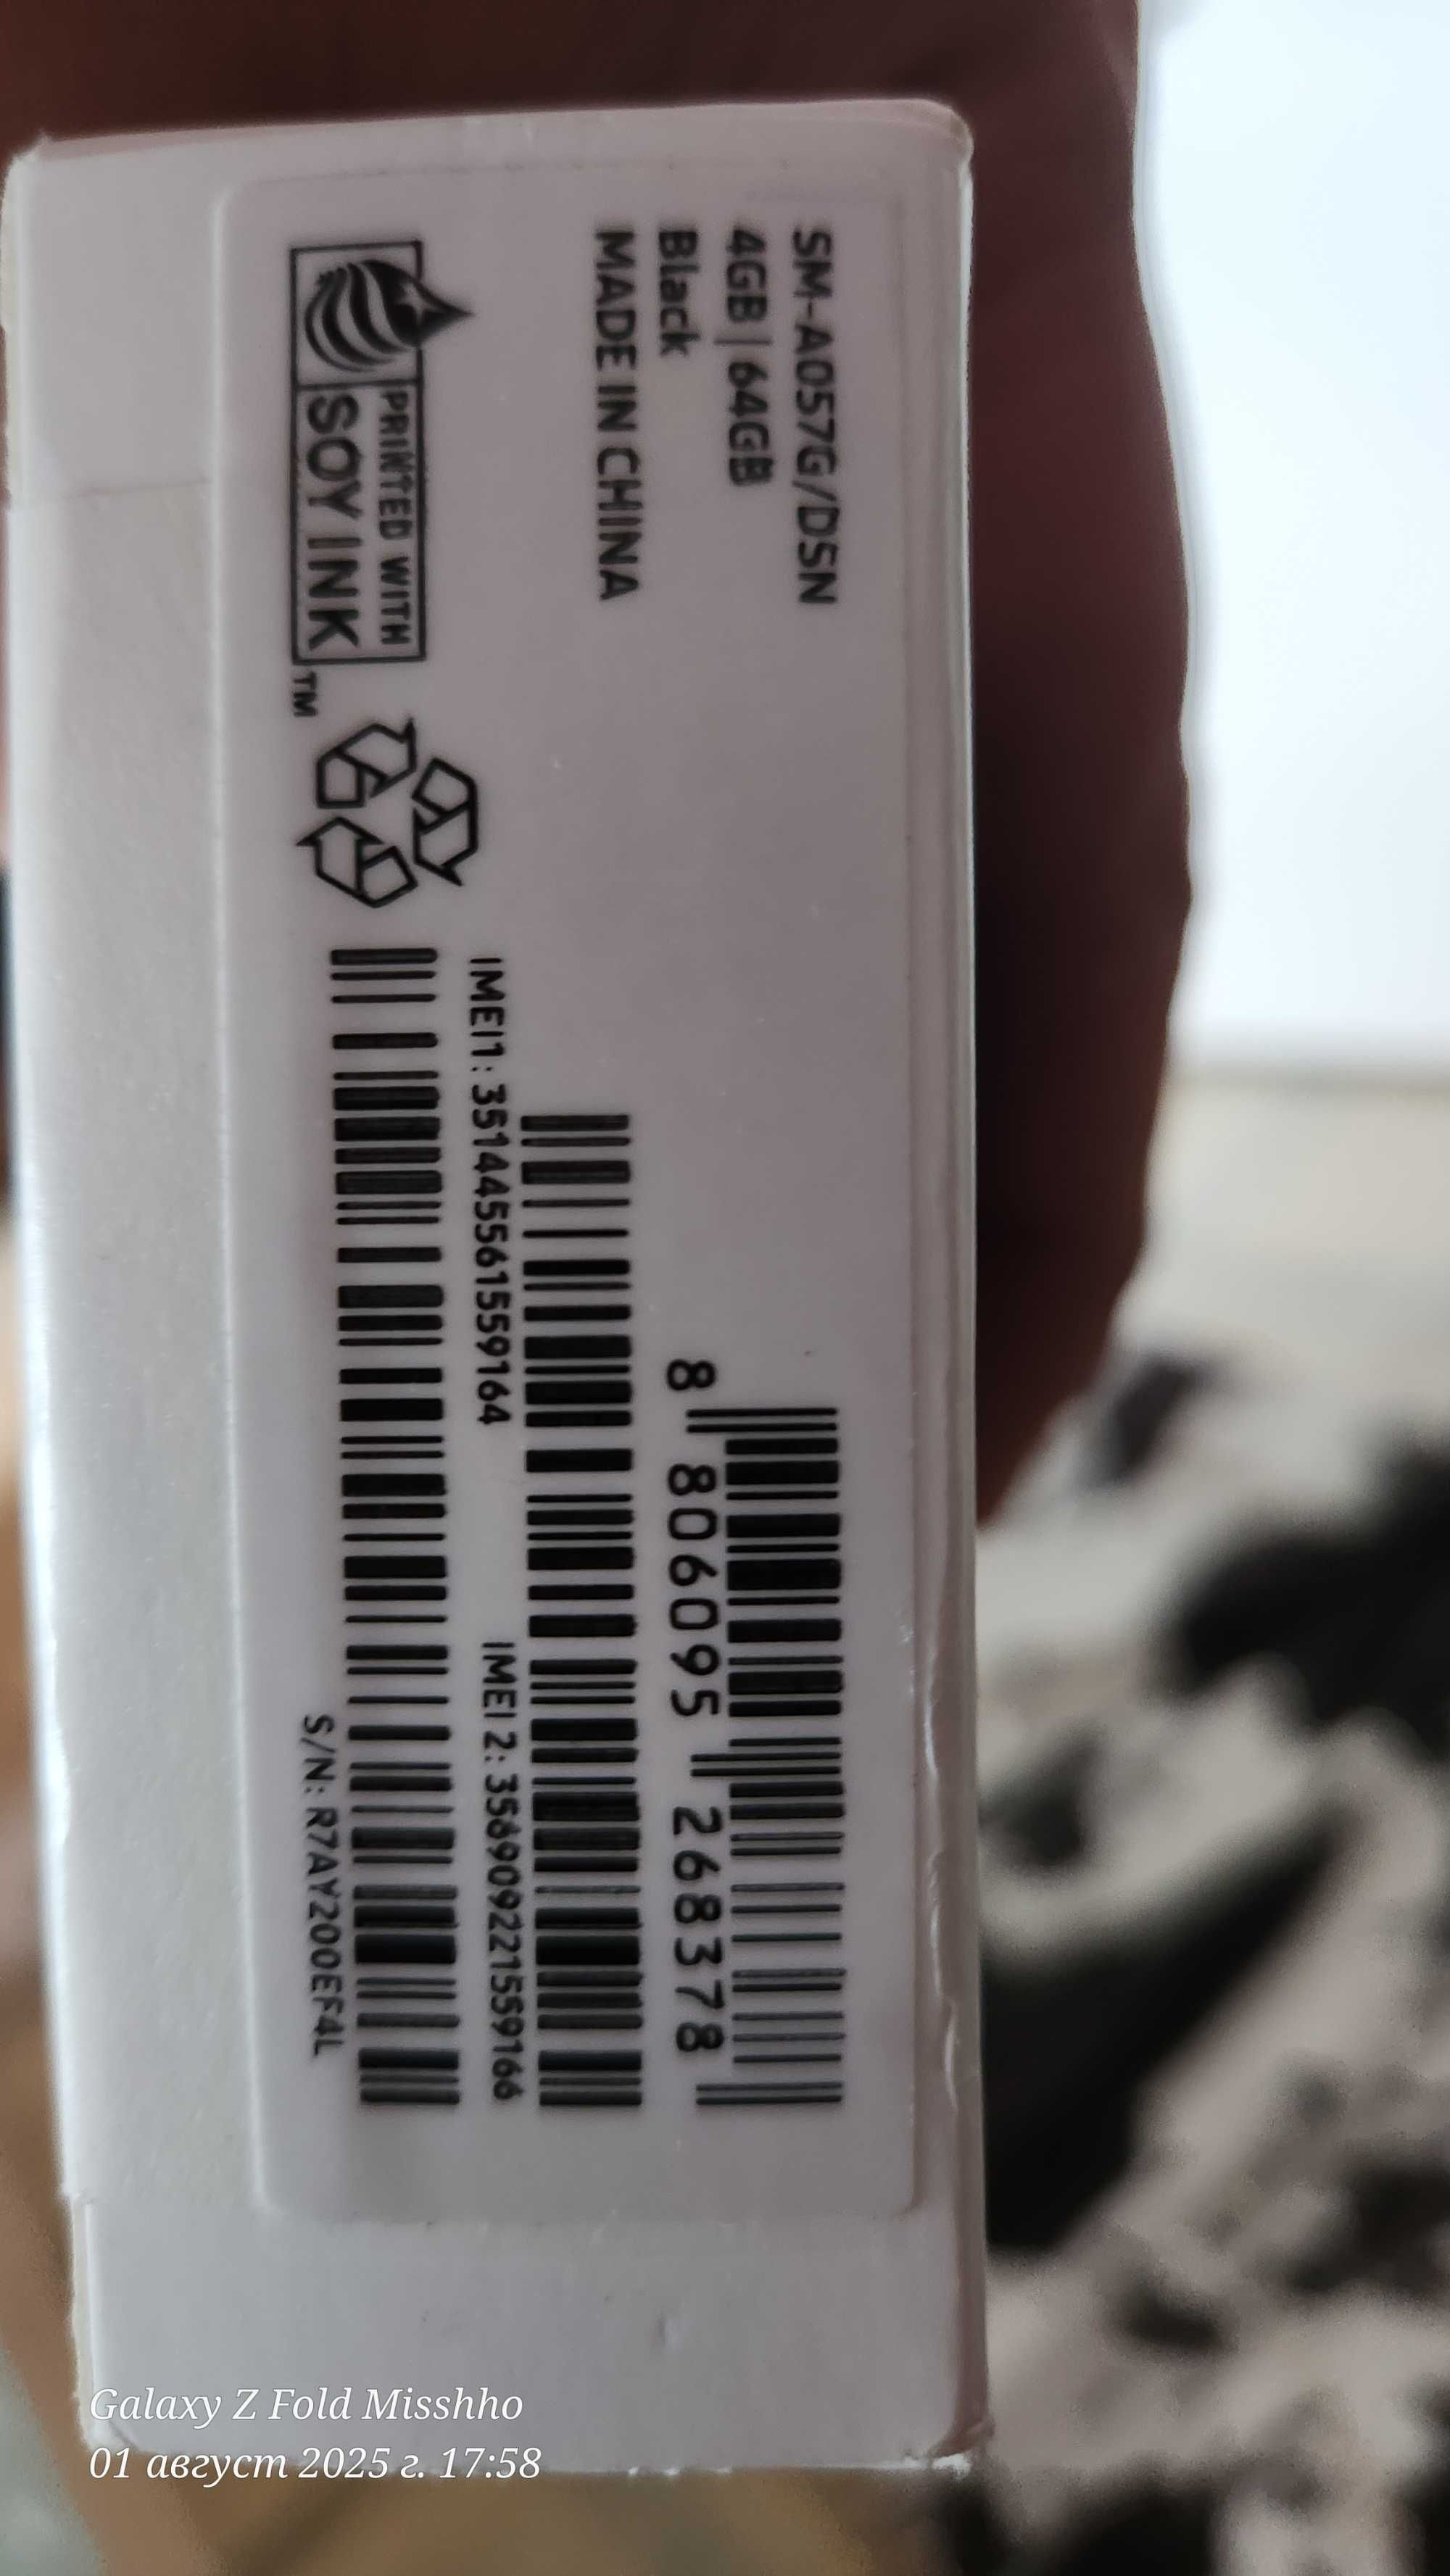 SM-A057G/DSN
4GB | 64GB
Black
MADE IN CHINA
8 806095 268378
IMEI1: 351445561559164
IMEI 2: 358909221559166
PRINTED WITH
SOY INK
TM
S/N: R7AY200EF4L
Galaxy Z Fold Misshho
01 август 2025 г. 17:58